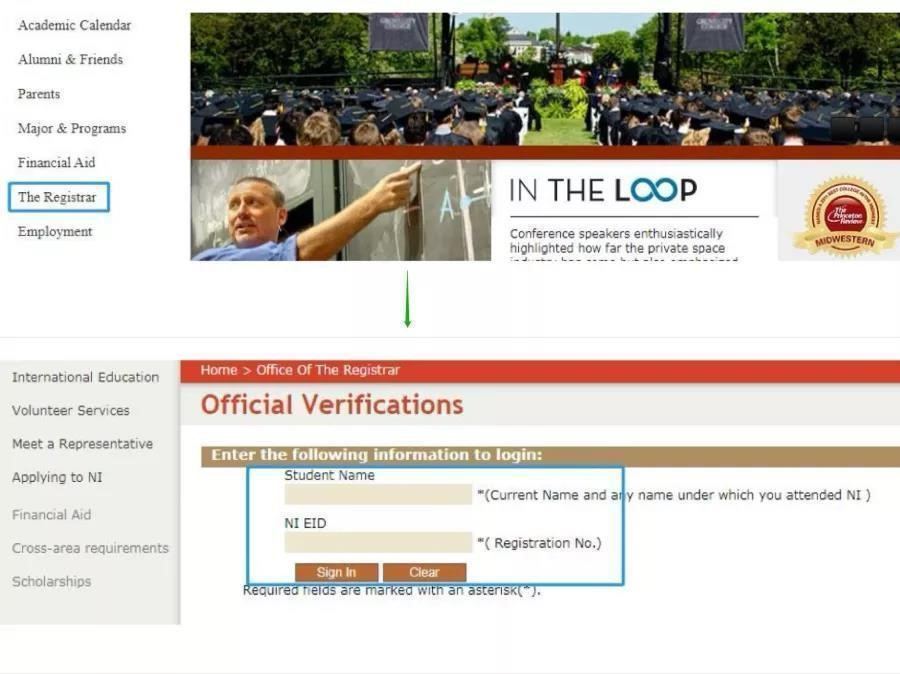 Academic Calendar
Alumni & Friends
Parents
Major & Programs
Financial Aid
The Registrar
Employment
GROVE CITY
COLLEGE
IN THE LOOP
Conference speakers enthusiastically
highlighted how far the private space
The
Princeton
Review
MIDWESTERN
International Education
Volunteer Services
Meet a Representative
Applying to NI
Financial Aid
Cross-area requirements
Scholarships
Home > Office Of The Registrar
Official Verifications
Enter the following information to login:
Student Name
*(Current Name and any name under which you attended NI )
NI EID
*( Registration No.)
Sign In
Clear
Required fields are marked with an asterisk(*).